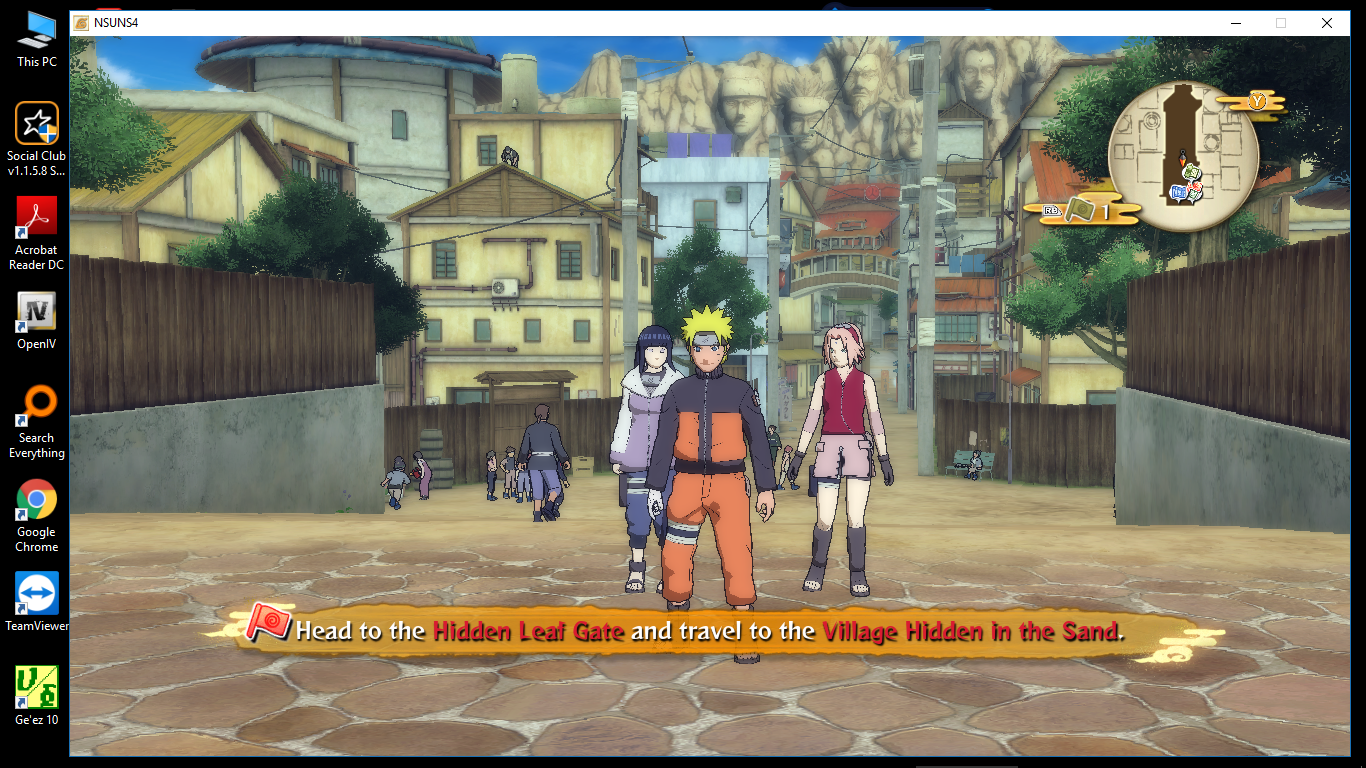 NSUNS4
This PC
Social Club
v1.1.5.8 S...
Acrobat
Reader DC
OpenIV
Search
Everything
Google
Chrome
TeamViewer
Ge'ez 10
Y
Rb 1
Head to the Hidden Leaf Gate and travel to the Village Hidden in the Sand.